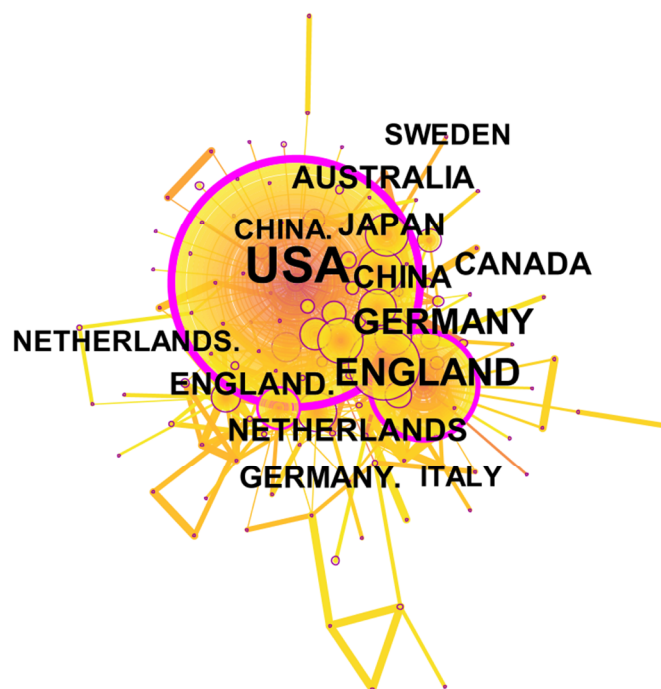 SWEDEN
AUSTRALIA
CHINA. JAPAN
USA CHINA CANADA
GERMANY
NETHERLANDS.
ENGLAND. ENGLAND
NETHERLANDS
GERMANY. ITALY